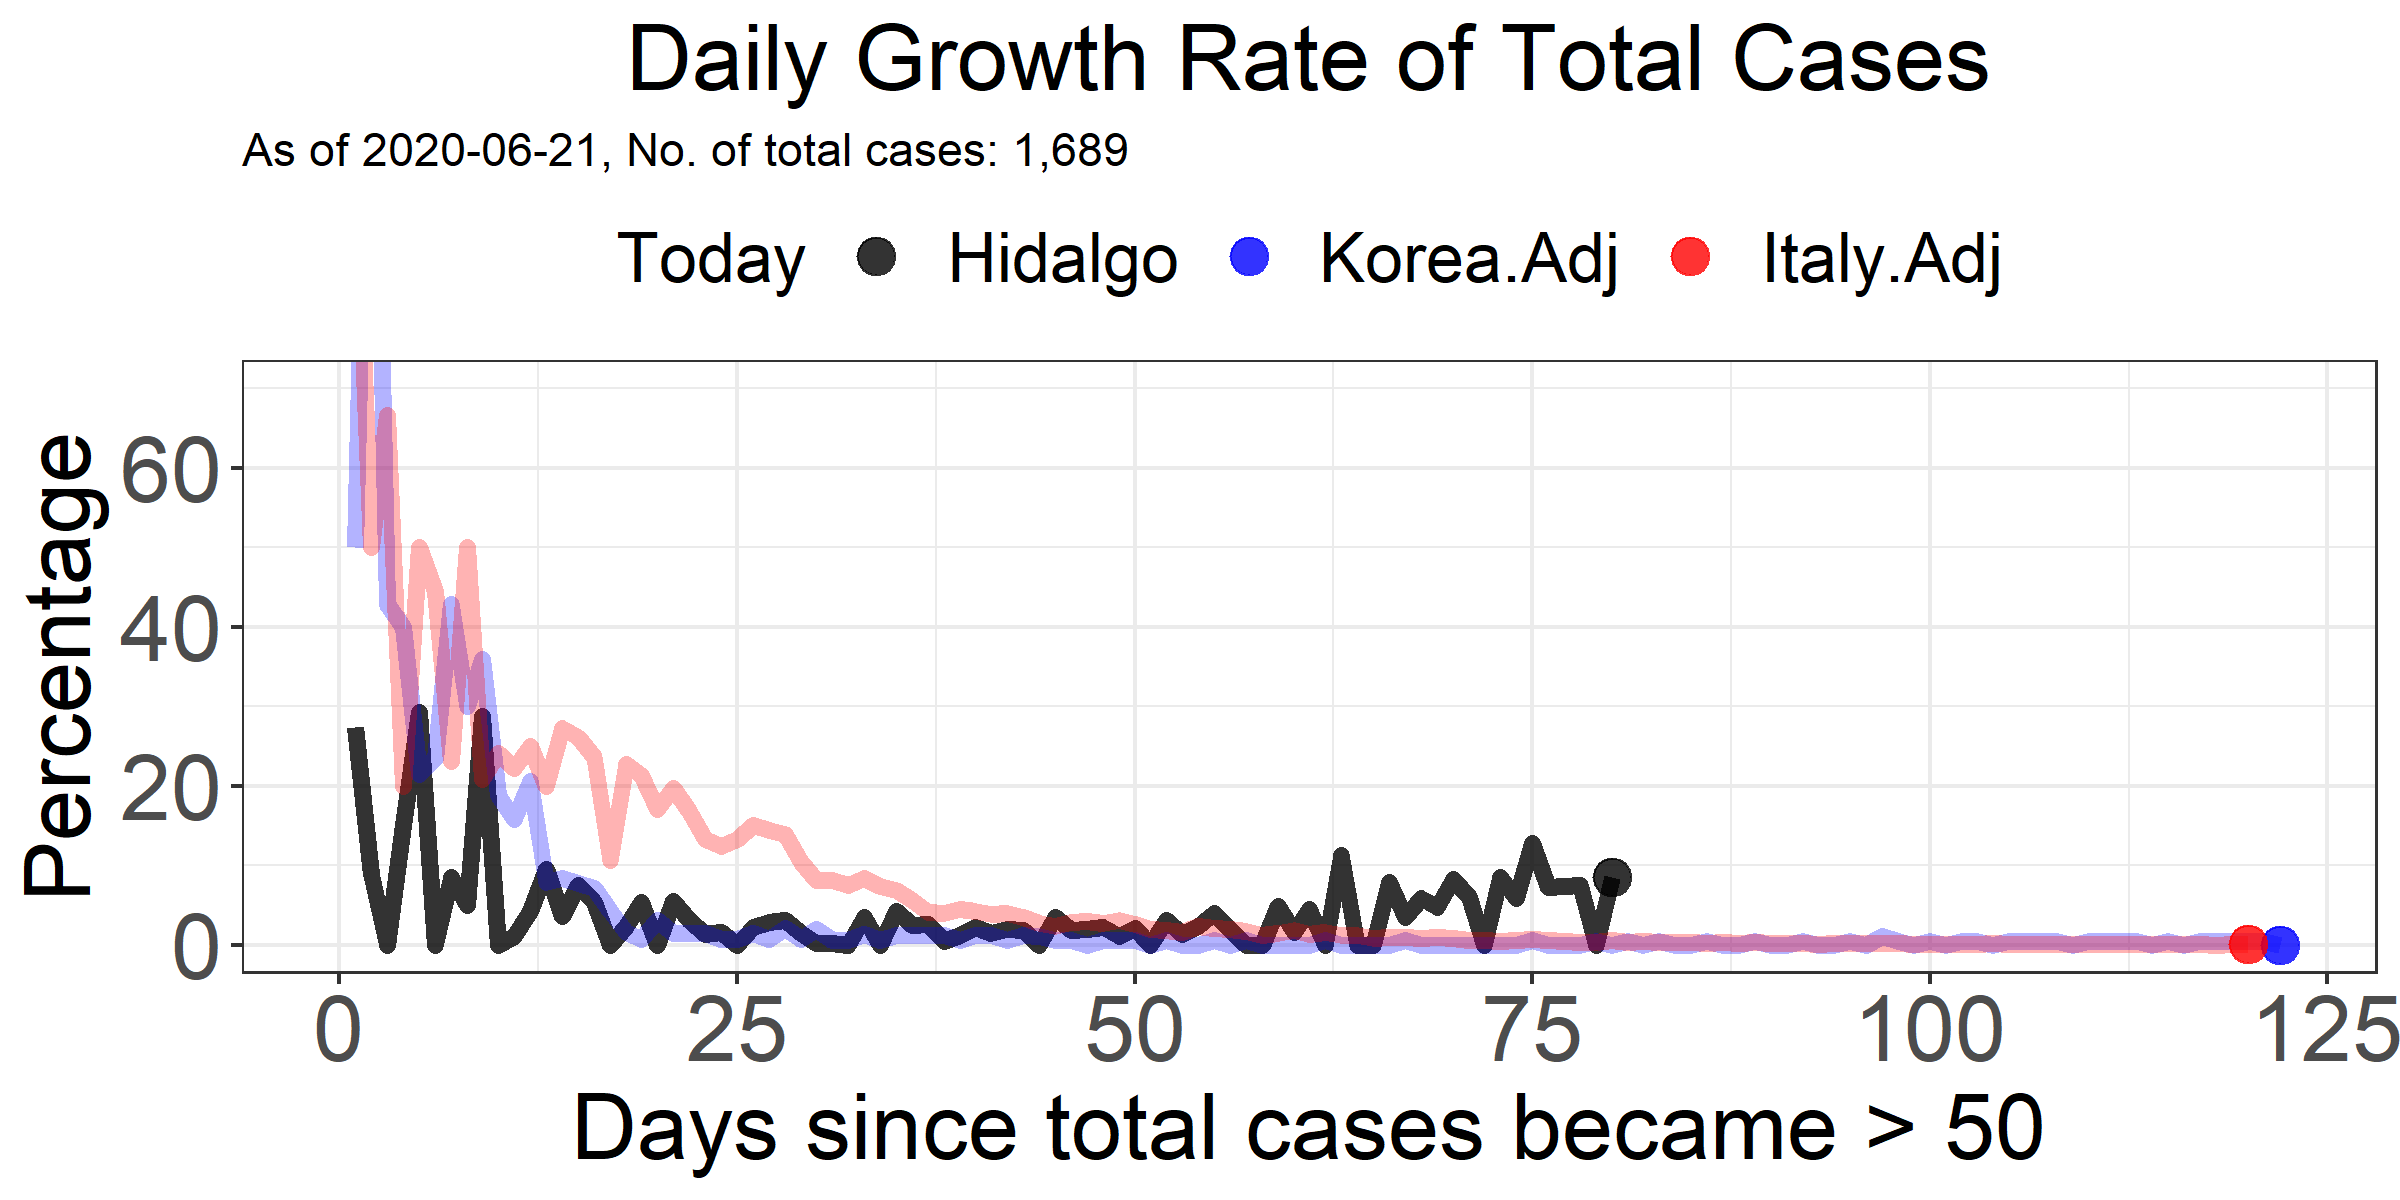 Daily Growth Rate of Total Cases
As of 2020-06-21, No. of total cases: 1,689
Today Hidalgo Korea.Adj Italy.Adj
Percentage
60
40
20
0
0 25 50 75 100 125
Days since total cases became > 50